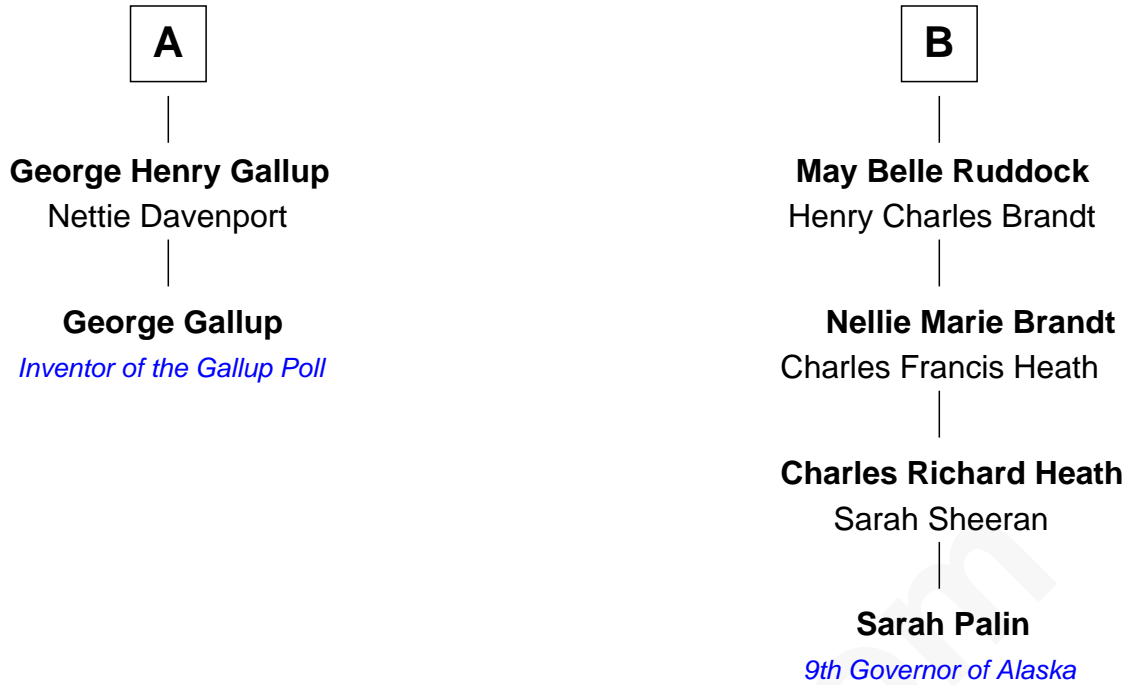 A
George Henry Gallup
Nettie Davenport
George Gallup
Inventor of the Gallup Poll
B
May Belle Ruddock
Henry Charles Brandt
Nellie Marie Brandt
Charles Francis Heath
Charles Richard Heath
Sarah Sheeran
Sarah Palin
9th Governor of Alaska